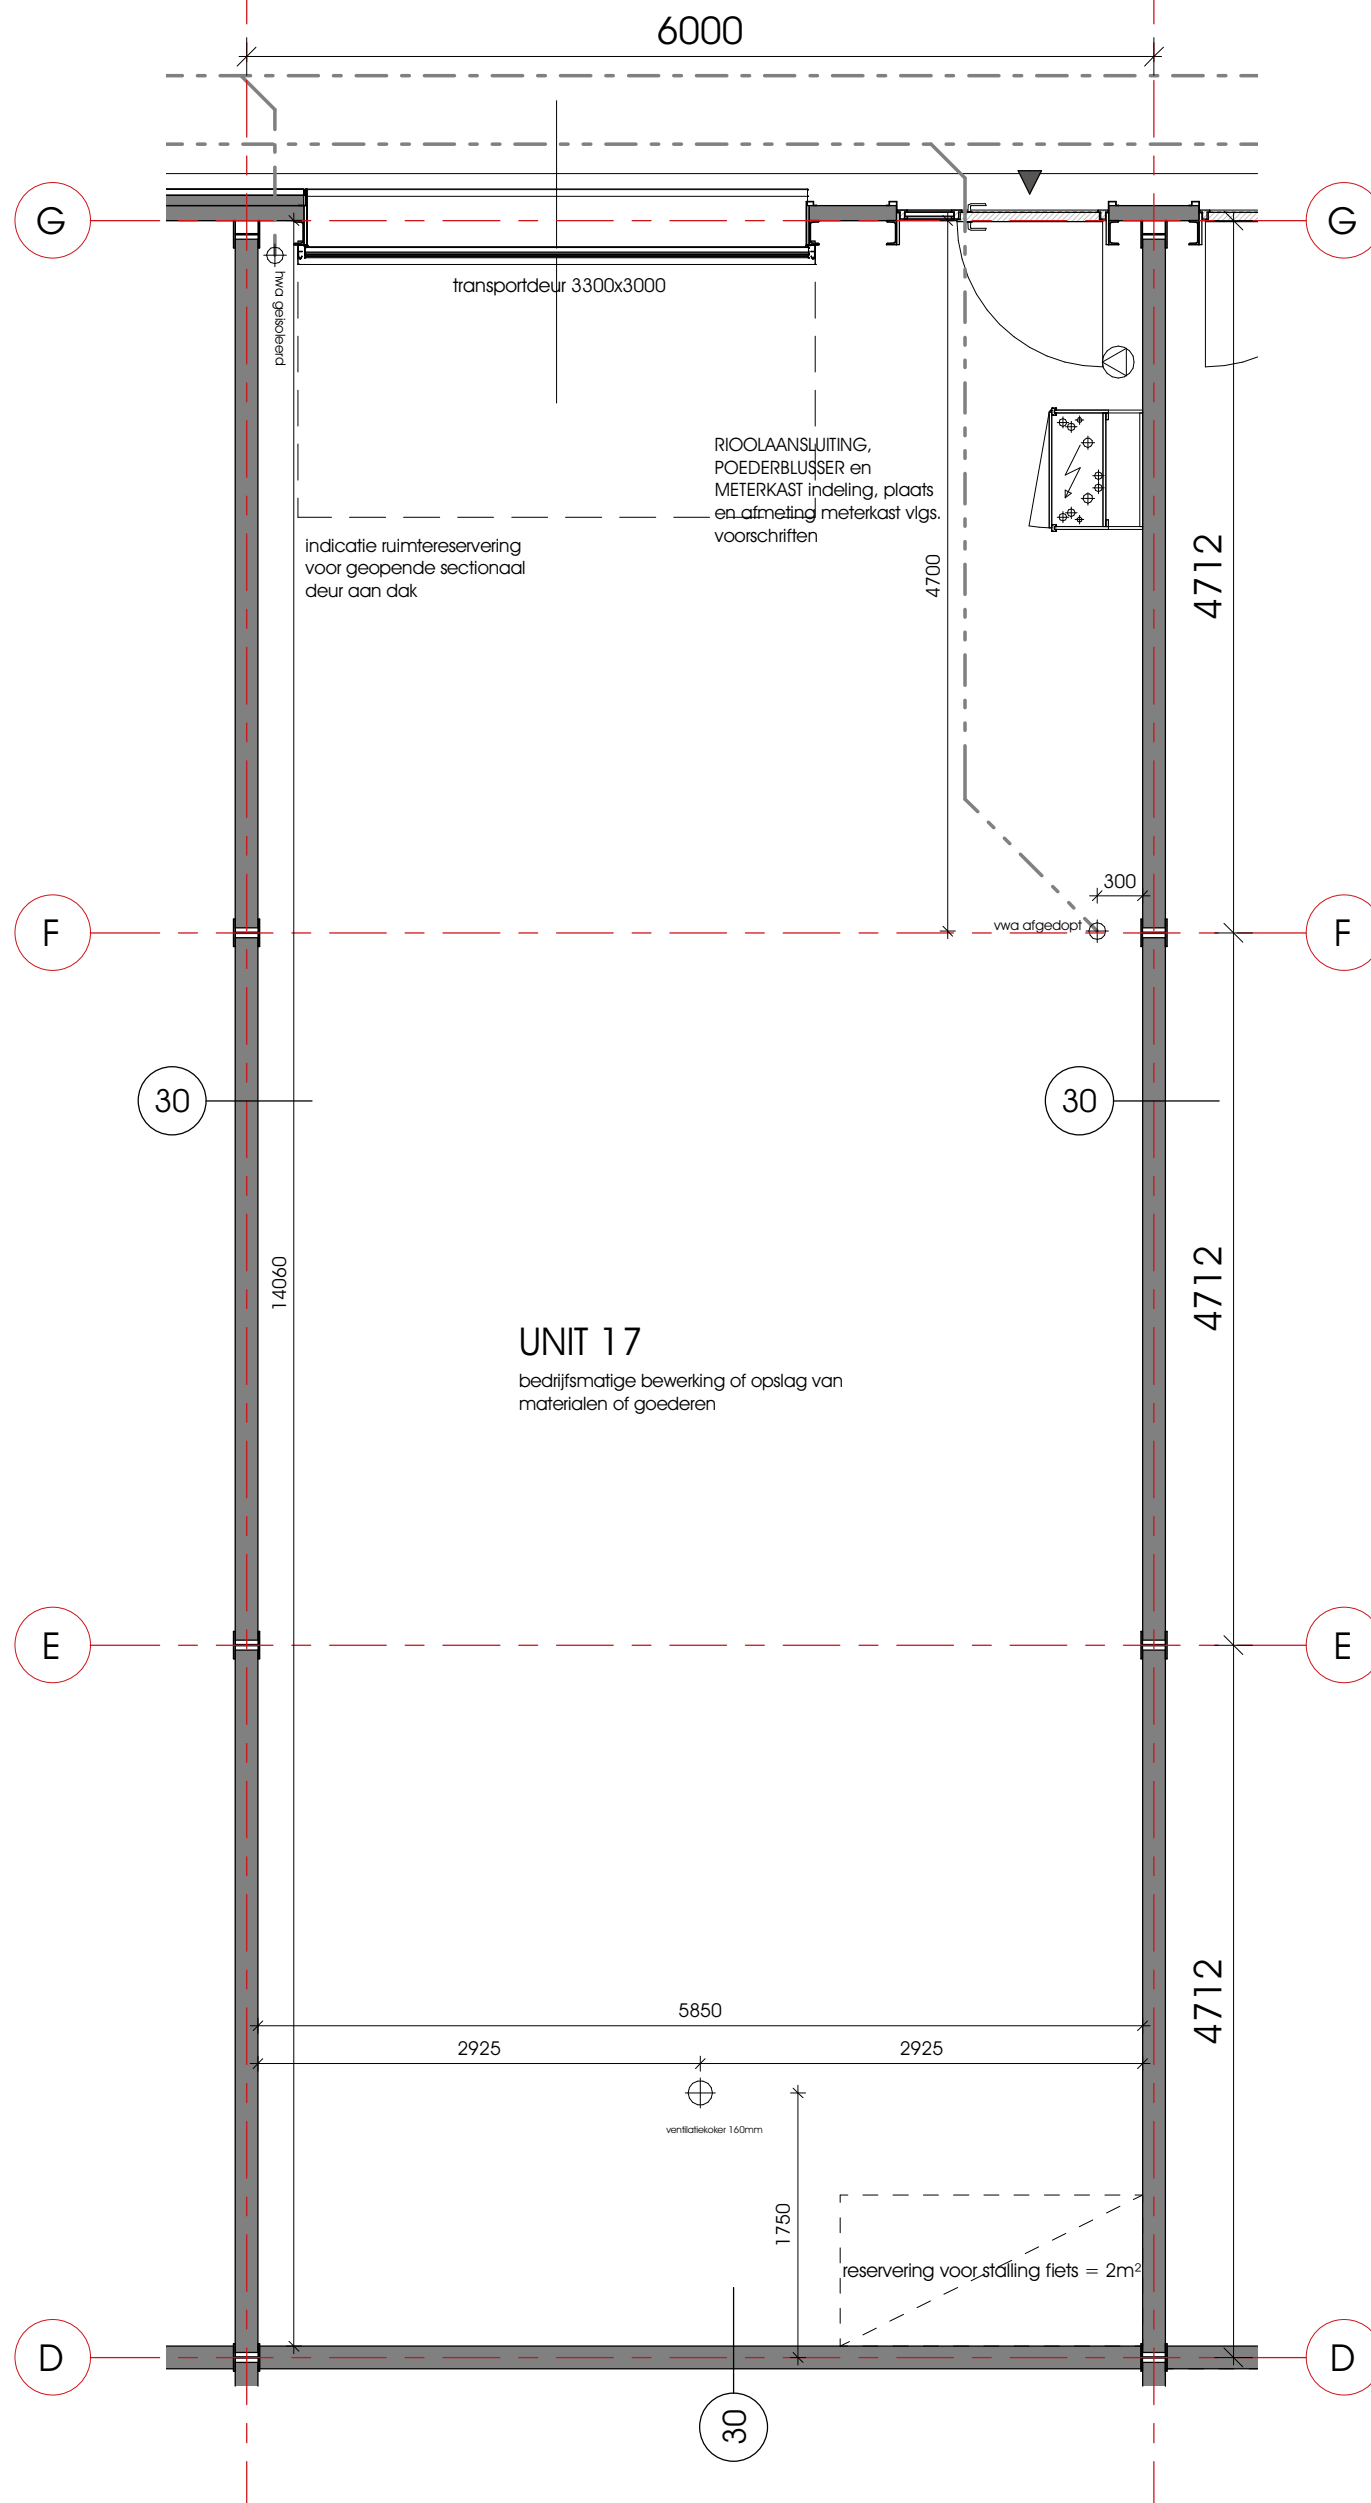 6000
G
G
transportdeur 3300x3000
hwa geisoleerd
RIOOLAANSLUITING,
POEDERBLUSSER en
METERKAST indeling, plaats
en afmeting meterkast vlgs.
voorschriften
indicatie ruimtereservering
voor geopende sectionaal
deur aan dak
4700
4712
300
vwa afgedopt
F
F
30
30
14060
4712
UNIT 17
bedrijfsmatige bewerking of opslag van
materialen of goederen
E
E
4712
5850
2925
2925
ventilatiekoker 160mm
1750
reservering voor stalling fiets = 2m²
D
D
30